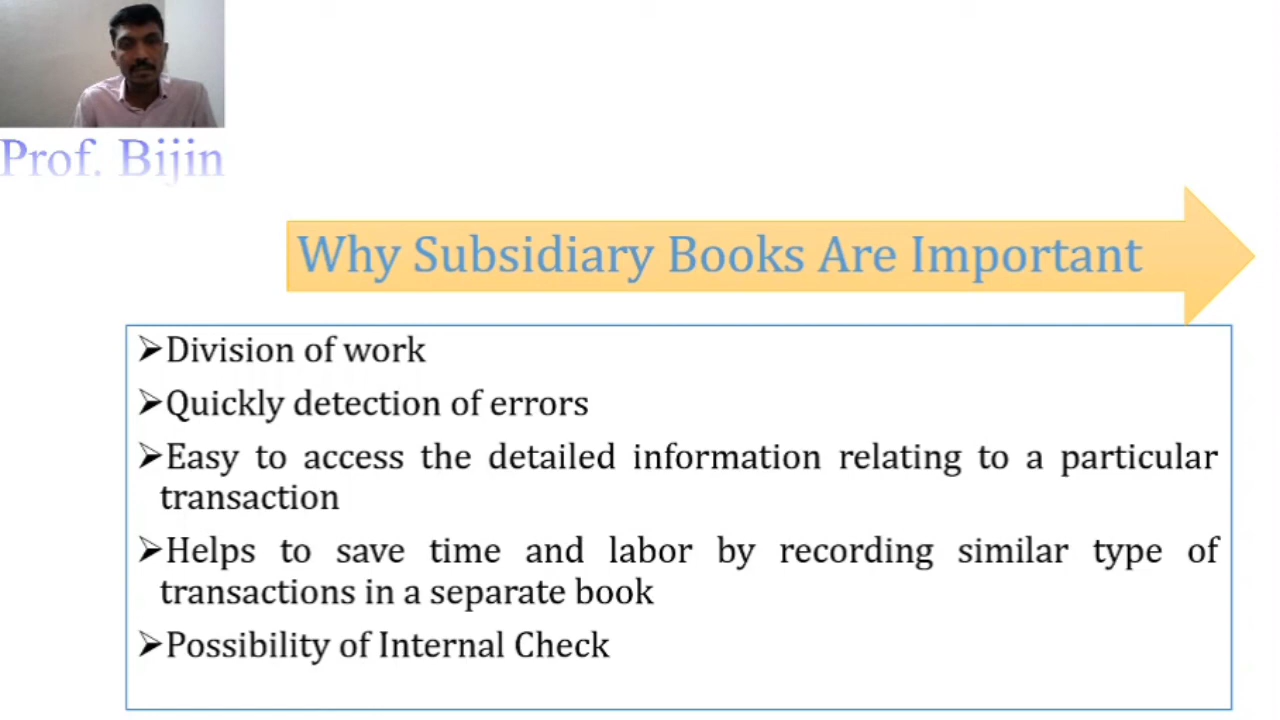 Prof. Bijin
Why Subsidiary Books Are Important
➢Division of work
➢Quickly detection of errors
➢Easy to access the detailed information relating to a particular
transaction
➢Helps to save time and labor by recording similar type of
transactions in a separate book
➢Possibility of Internal Check